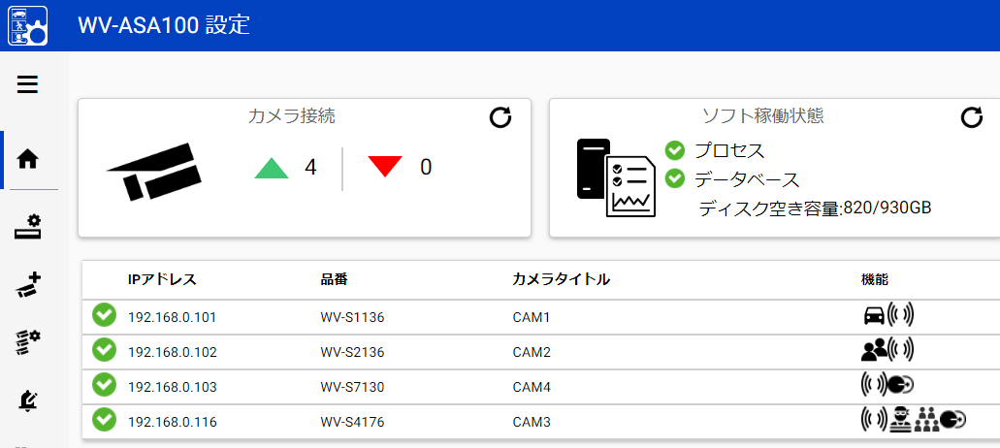 WV-ASA100 設定
カメラ接続
4
0
ソフト稼働状態
プロセス
データベース
ディスク空き容量:820/930GB
IPアドレス 品番 カメラタイトル 機能
192.168.0.101 WV-S1136 CAM1
192.168.0.102 WV-S2136 CAM2
192.168.0.103 WV-S7130 CAM4
192.168.0.116 WV-S4176 CAM3